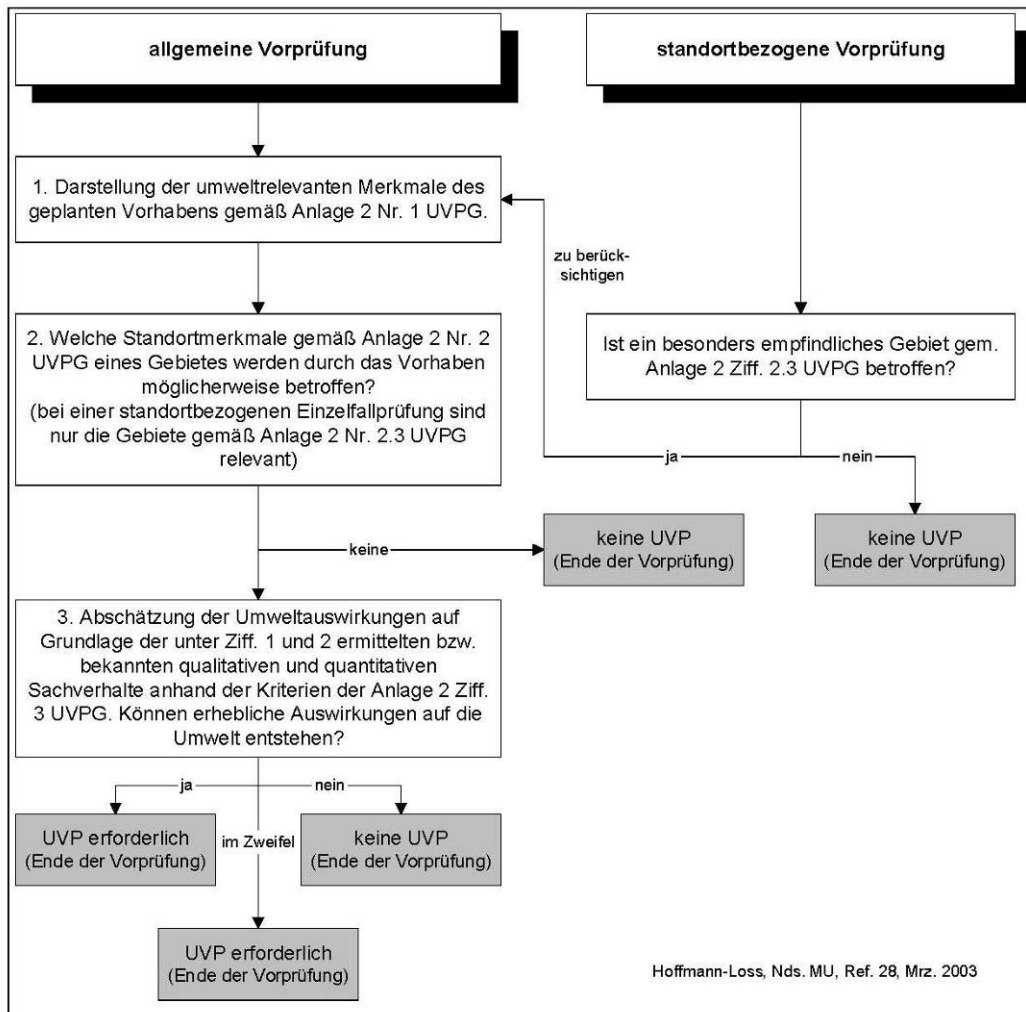 allgemeine Vorprüfung
standortbezogene Vorprüfung
1. Darstellung der umweltrelevanten Merkmale des
geplanten Vorhabens gemäß Anlage 2 Nr. 1 UVPG.
zu berück-
sichtigen
2. Welche Standortmerkmale gemäß Anlage 2 Nr. 2
UVPG eines Gebietes werden durch das Vorhaben
möglicherweise betroffen?
(bei einer standortbezogenen Einzelfallprüfung sind
nur die Gebiete gemäß Anlage 2 Nr. 2.3 UVPG
relevant)
Ist ein besonders empfindliches Gebiet gem.
Anlage 2 Ziff. 2.3 UVPG betroffen?
ja
nein
keine
keine UVP
(Ende der Vorprüfung)
keine UVP
(Ende der Vorprüfung)
3. Abschätzung der Umweltauswirkungen auf
Grundlage der unter Ziff. 1 und 2 ermittelten bzw.
bekannten qualitativen und quantitativen
Sachverhalte anhand der Kriterien der Anlage 2 Ziff.
3 UVPG. Können erhebliche Auswirkungen auf die
Umwelt entstehen?
ja
nein
UVP erforderlich
(Ende der Vorprüfung)
im Zweifel
keine UVP
(Ende der Vorprüfung)
UVP erforderlich
(Ende der Vorprüfung)
Hoffmann-Loss, Nds. MU, Ref. 28, Mrz. 2003